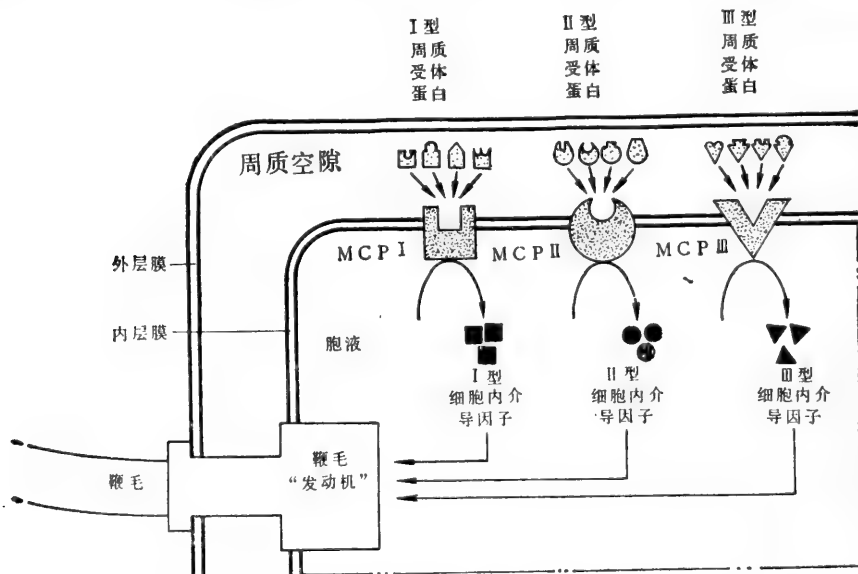 Ⅰ型
周质
受体
蛋白
Ⅱ型
周质
受体
蛋白
Ⅲ型
周质
受体
蛋白
周质空隙
MCPⅠ
MCPⅡ
MCPⅢ
外层膜
内层膜
胞液
Ⅰ型
细胞内介
导因子
Ⅱ型
细胞内介
导因子
Ⅲ型
细胞内介
导因子
鞭毛
鞭毛
“发动机”